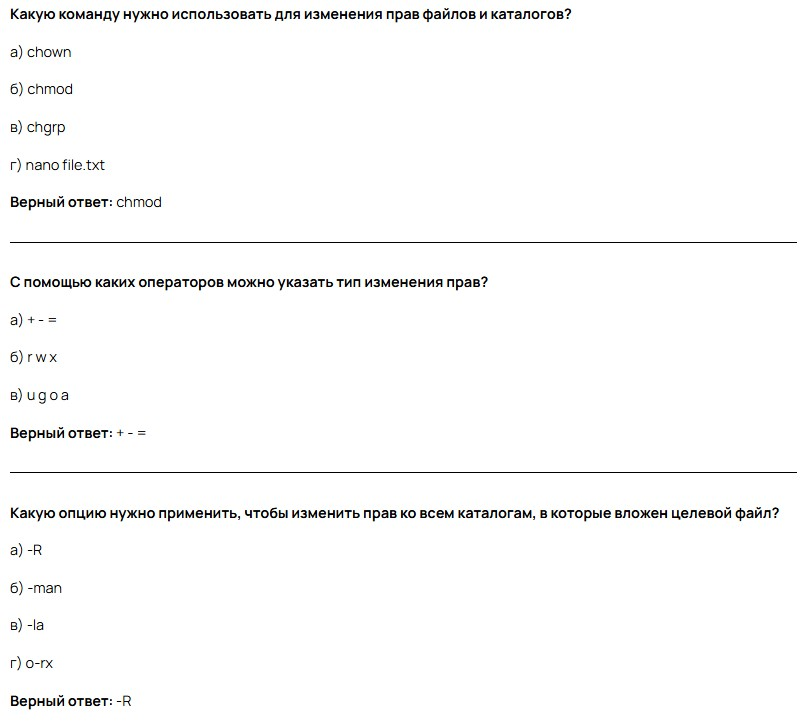 Какую команду нужно использовать для изменения прав файлов и каталогов?
а) chown
б) chmod
в) chgrp
г) nano file.txt
Верный ответ: chmod
С помощью каких операторов можно указать тип изменения прав?
а) + - =
б) r w x
в) u g o a
Верный ответ: + - =
Какую опцию нужно применить, чтобы изменить прав ко всем каталогам, в которые вложен целевой файл?
а) -R
б) -man
в) -la
г) o-rx
Верный ответ: -R